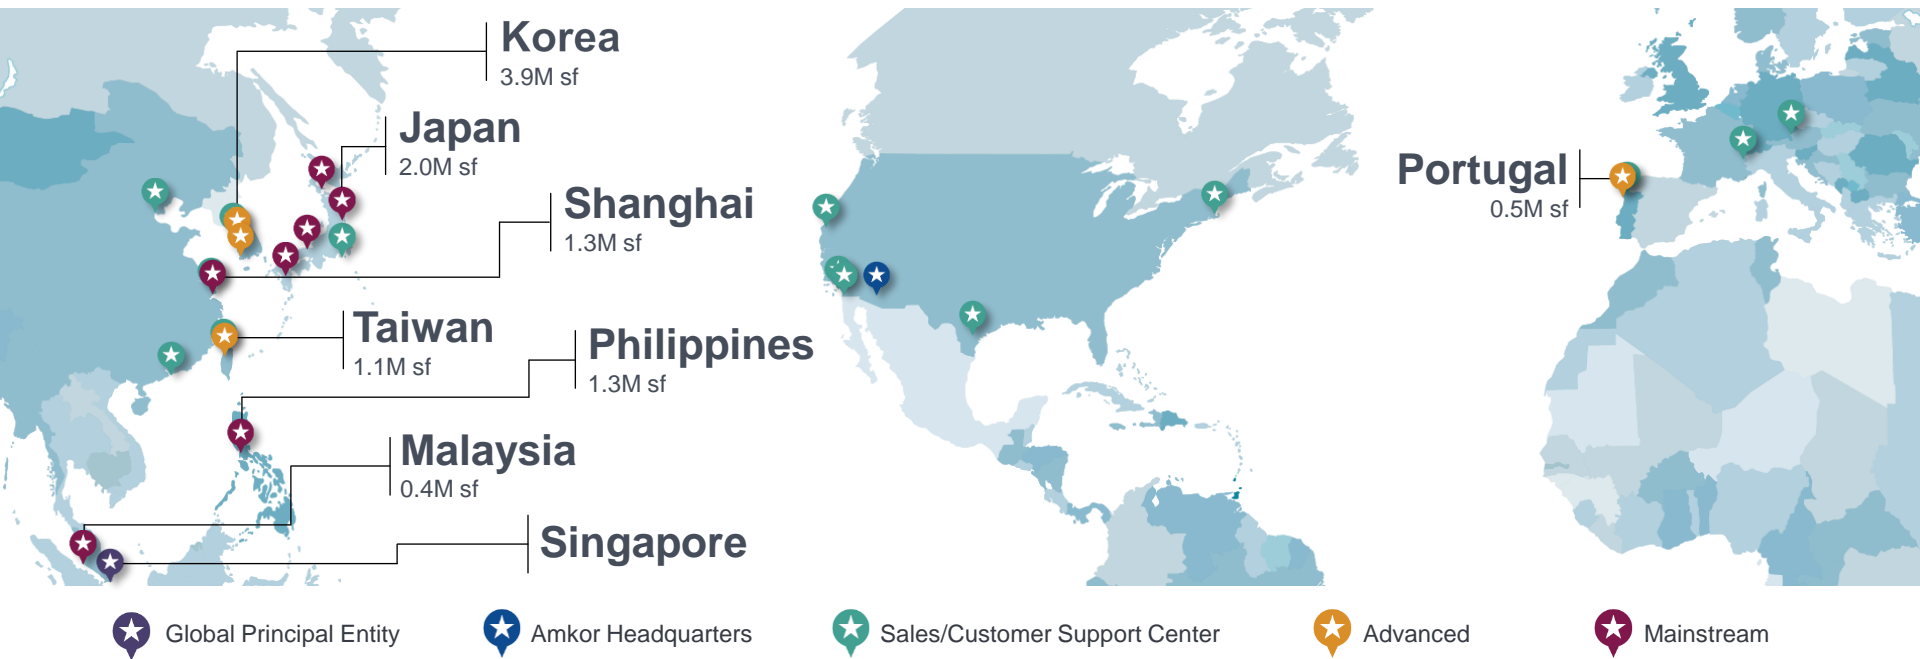 Korea
3.9M sf
Japan
2.0M sf
Shanghai
1.3M sf
Taiwan
1.1M sf
Philippines
1.3M sf
Malaysia
0.4M sf
Singapore
Portugal
0.5M sf
Global Principal Entity
Amkor Headquarters
Sales/Customer Support Center
Advanced
Mainstream